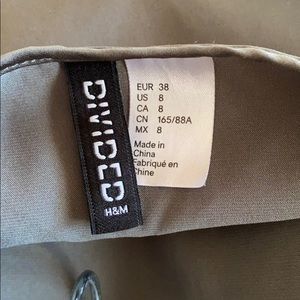 DIVIDED
H&M
EUR 38
US 8
CA 8
CN 165/88A
MX 8
Made in
China
Fabriqué en
Chine